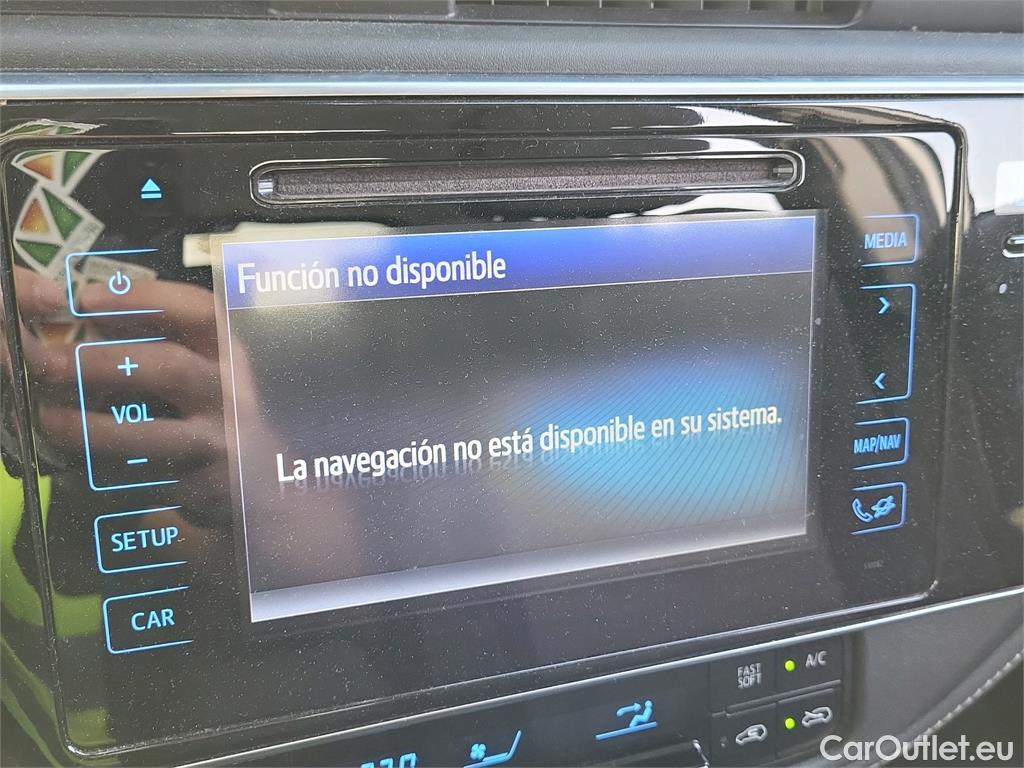 Función no disponible
La navegación no está disponible en su sistema.
+
VOL
−
SETUP
CAR
MEDIA
>
<
MAP/NAV
FAST
SOFT
A/C
CarOutlet.eu